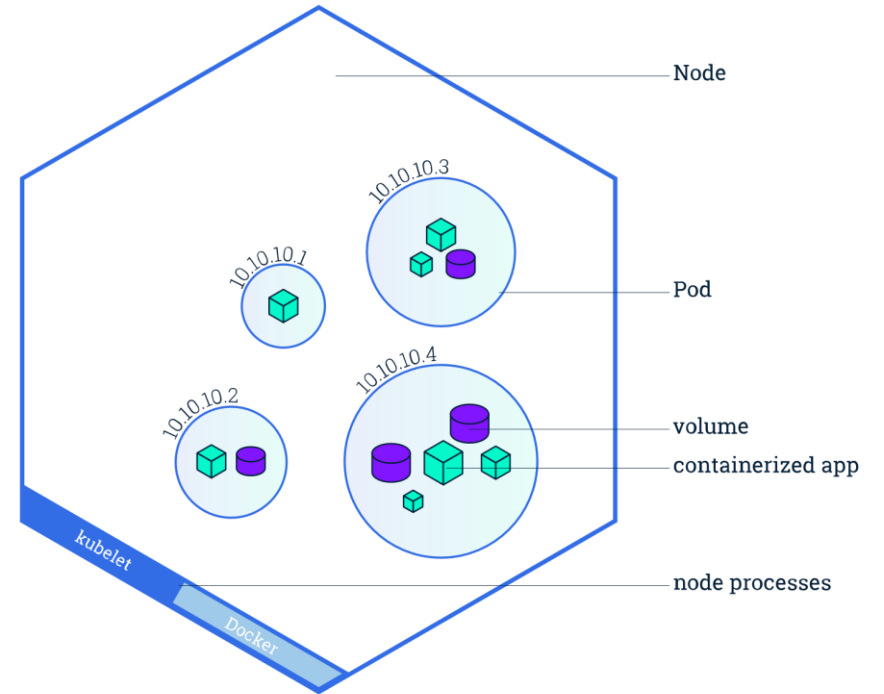 Node
10.10.10.3
10.10.10.1
Pod
10.10.10.4
10.10.10.2
volume
containerized app
kubelet
node processes
Docker